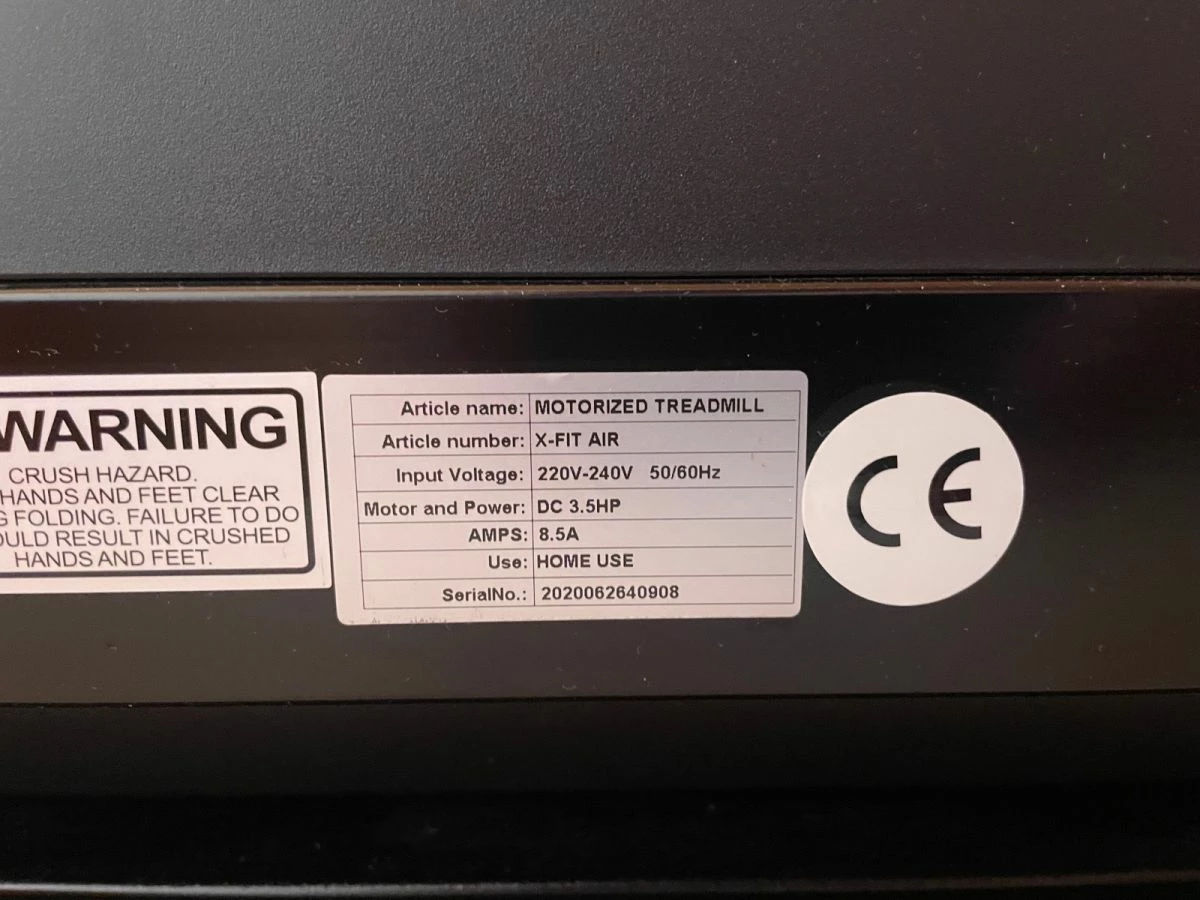 WARNING
CRUSH HAZARD.
HANDS AND FEET CLEAR
FOLDING. FAILURE TO DO
RESULT IN CRUSHED
HANDS AND FEET.
Article name: MOTORIZED TREADMILL
Article number: X-FIT AIR
Input Voltage: 220V-240V 50/60Hz
Motor and Power: DC 3.5HP
AMPS: 8.5A
Use: HOME USE
SerialNo.: 2020062640908
CE